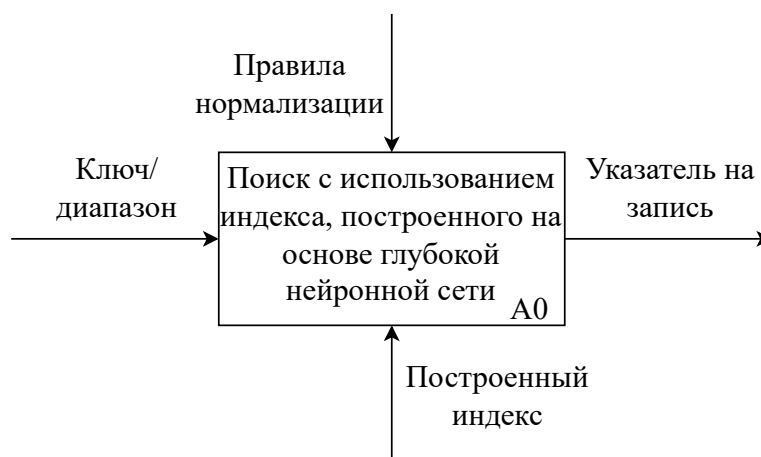 Правила
нормализации
Ключ/
диапазон
Поиск с использованием
индекса, построенного на
основе глубокой
нейронной сети
A0
Указатель на
запись
Построенный
индекс